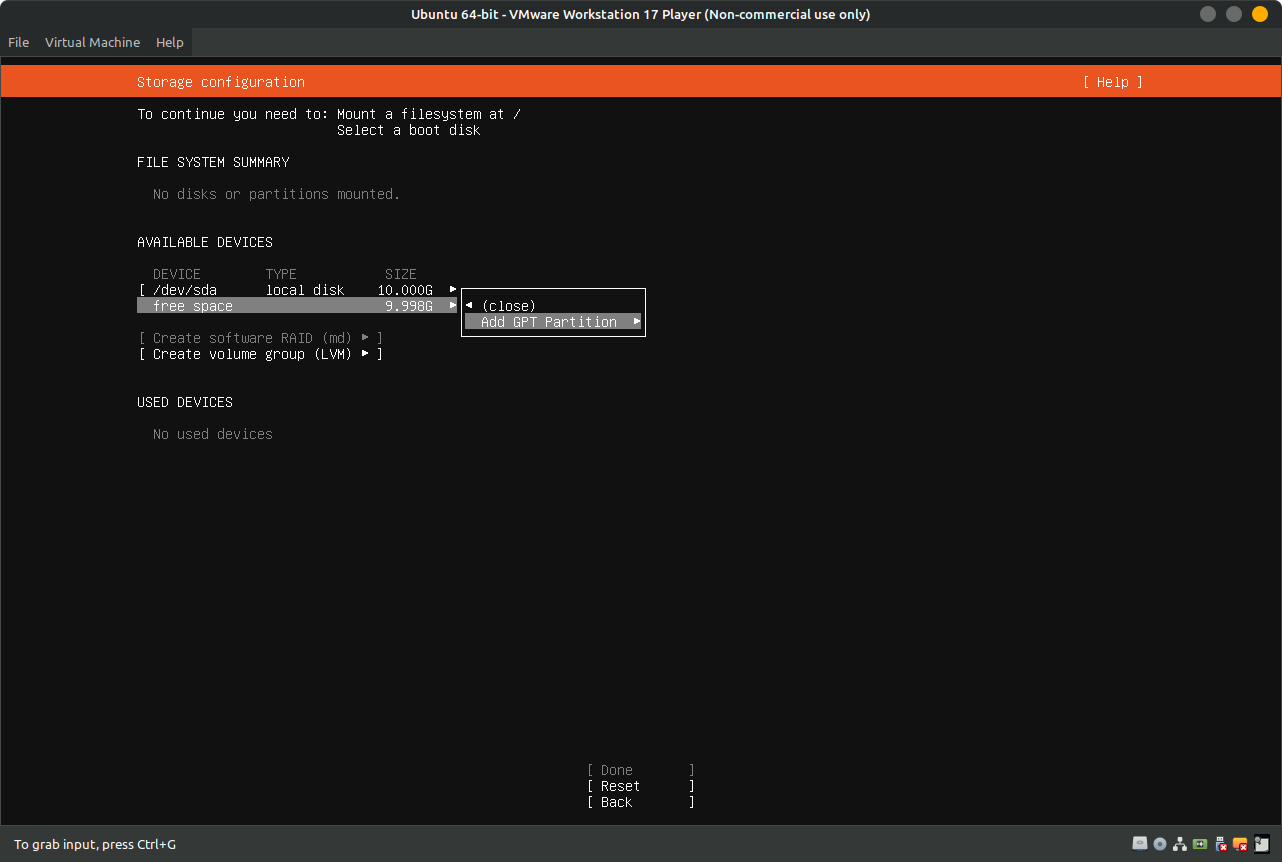 Ubuntu 64-bit - VMware Workstation 17 Player (Non-commercial use only)
File Virtual Machine Help
Storage configuration [ Help ]
To continue you need to: Mount a filesystem at /
Select a boot disk
FILE SYSTEM SUMMARY
No disks or partitions mounted.
AVAILABLE DEVICES
DEVICE TYPE SIZE
[ /dev/sda local disk 10.000G ▸
free space 9.998G ▸
◂ (close)
Add GPT Partition ▸
[ Create software RAID (md) ▸ ]
[ Create volume group (LVM) ▸ ]
USED DEVICES
No used devices
[ Done ]
[ Reset ]
[ Back ]
To grab input, press Ctrl+G